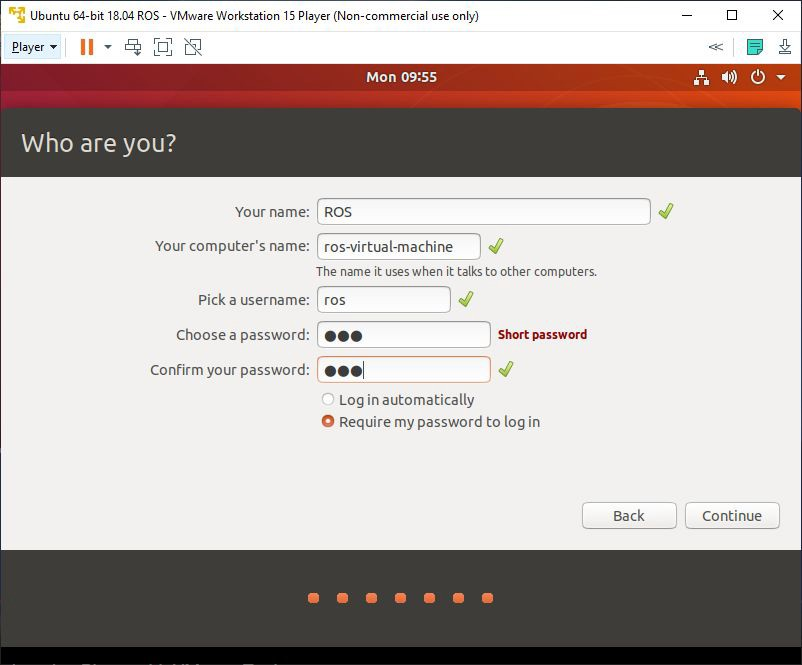 Ubuntu 64-bit 18.04 ROS - VMware Workstation 15 Player (Non-commercial use only)
Player
Mon 09:55
Who are you?
Your name: ROS
Your computer's name: ros-virtual-machine
The name it uses when it talks to other computers.
Pick a username: ros
Choose a password: ●●● Short password
Confirm your password: ●●●
Log in automatically
Require my password to log in
Back Continue